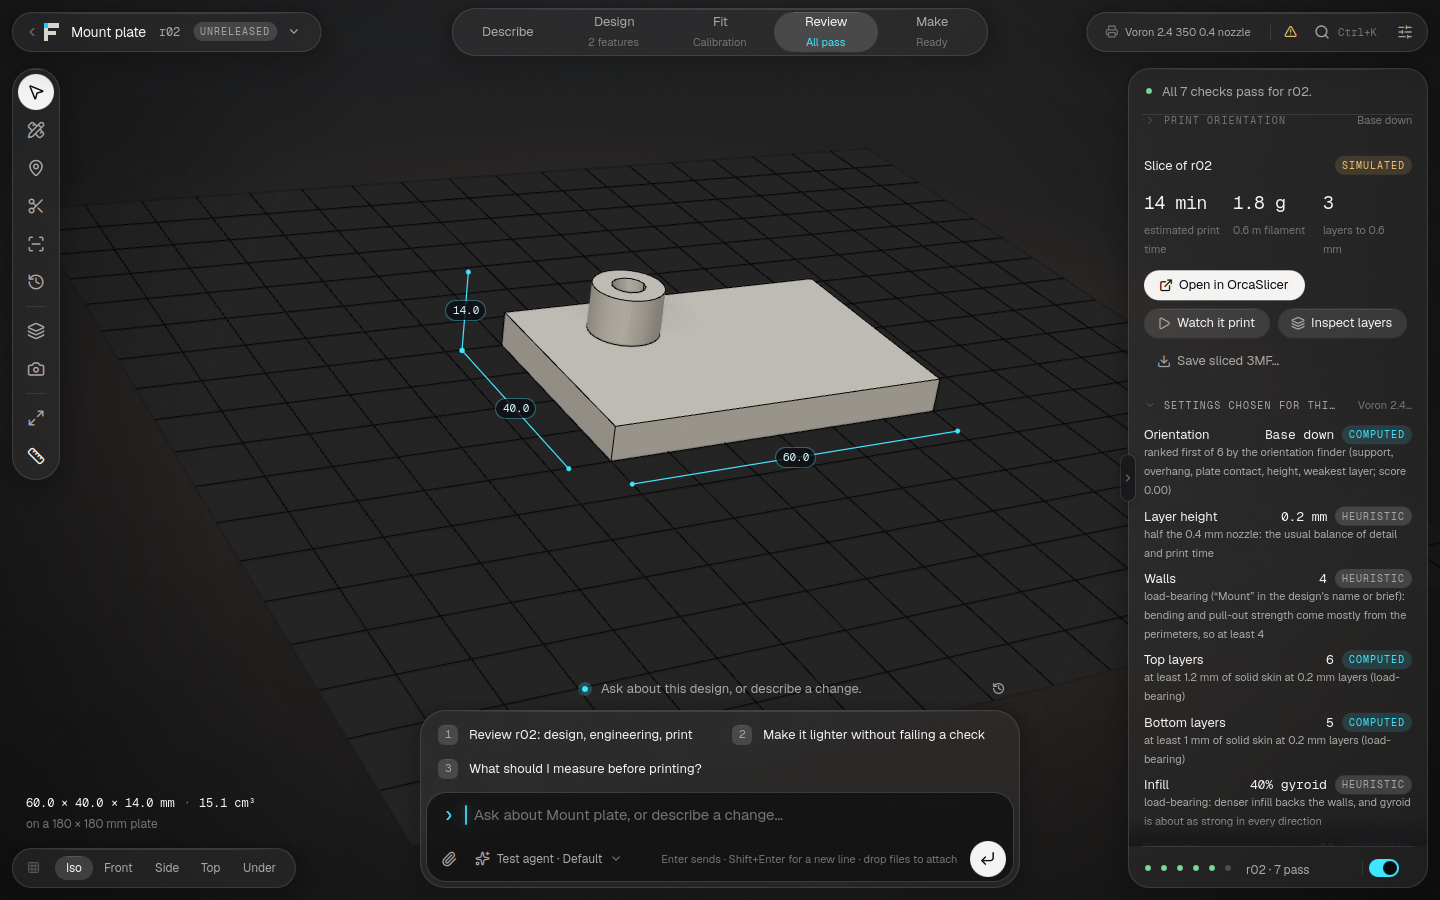 Mount plate r02 UNRELEASED
Describe
Design
2 features
Fit
Calibration
Review
All pass
Make
Ready
Voron 2.4 350 0.4 nozzle
Ctrl+K
All 7 checks pass for r02.
PRINT ORIENTATION Base down
Slice of r02 SIMULATED
14 min 1.8 g 3
estimated print time
0.6 m filament
layers to 0.6 mm
Open in OrcaSlicer
Watch it print
Inspect layers
Save sliced 3MF…
SETTINGS CHOSEN FOR THI… Voron 2.4…
Orientation Base down COMPUTED
ranked first of 6 by the orientation finder (support,
overhang, plate contact, height, weakest layer; score
0.00)
Layer height 0.2 mm HEURISTIC
half the 0.4 mm nozzle: the usual balance of detail
and print time
Walls 4 HEURISTIC
load-bearing (“Mount” in the design's name or brief):
bending and pull-out strength come mostly from the
perimeters, so at least 4
Top layers 6 COMPUTED
at least 1.2 mm of solid skin at 0.2 mm layers (load-
bearing)
Bottom layers 5 COMPUTED
at least 1 mm of solid skin at 0.2 mm layers (load-
bearing)
Infill 40% gyroid HEURISTIC
load-bearing: denser infill backs the walls, and gyroid
is about as strong in every direction
r02 · 7 pass
14.0
40.0
60.0
Ask about this design, or describe a change.
1 Review r02: design, engineering, print
2 Make it lighter without failing a check
3 What should I measure before printing?
Ask about Mount plate, or describe a change…
Test agent · Default
Enter sends · Shift+Enter for a new line · drop files to attach
60.0 × 40.0 × 14.0 mm · 15.1 cm³
on a 180 × 180 mm plate
Iso Front Side Top Under